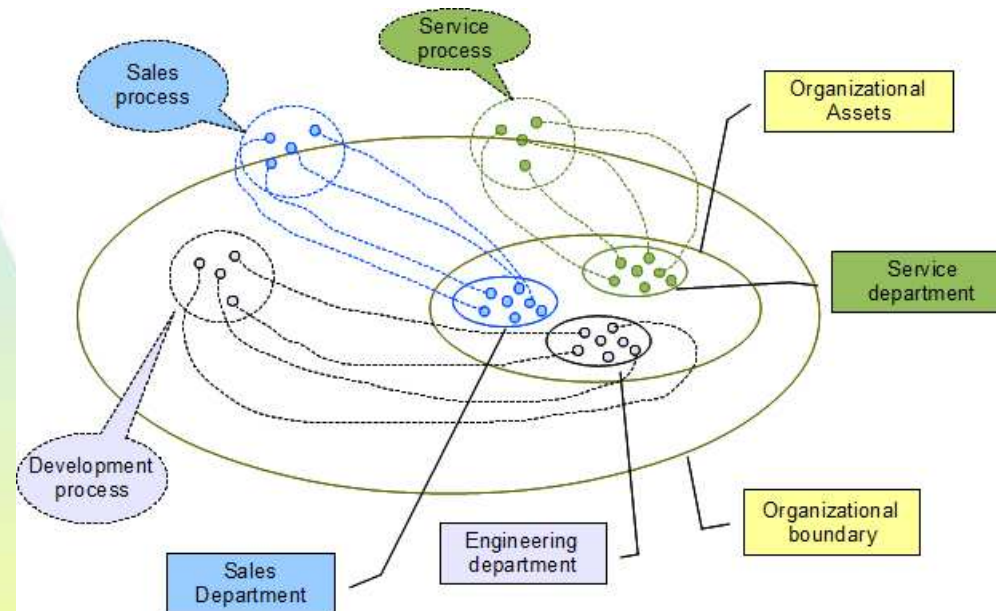 Service
process
Sales
process
Organizational
Assets
Service
department
Development
process
Organizational
boundary
Engineering
department
Sales
Department